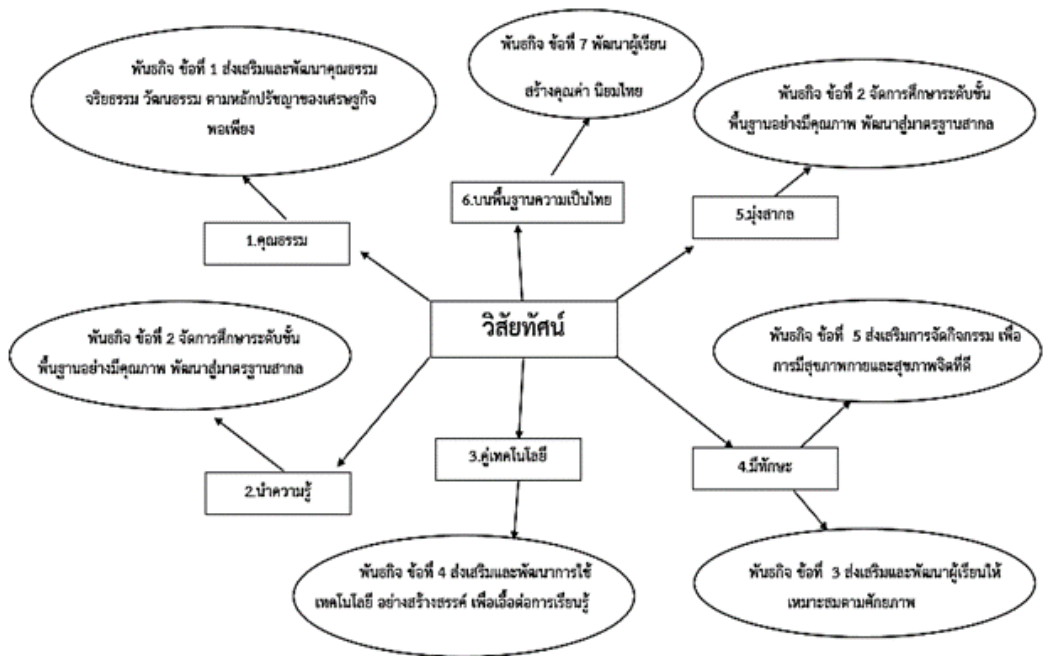 พันธกิจ ข้อที่ 7 พัฒนาผู้เรียน
สร้างคุณค่า นิยมไทย
พันธกิจ ข้อที่ 1 ส่งเสริมและพัฒนาคุณธรรม
จริยธรรม วัฒนธรรม ตามหลักปรัชญาของเศรษฐกิจ
พอเพียง
พันธกิจ ข้อที่ 2 จัดการศึกษาระดับชั้น
พื้นฐานอย่างมีคุณภาพ พัฒนาสู่มาตรฐานสากล
6.บนพื้นฐานความเป็นไทย
5.มุ่งสากล
1.คุณธรรม
วิสัยทัศน์
พันธกิจ ข้อที่ 2 จัดการศึกษาระดับชั้น
พื้นฐานอย่างมีคุณภาพ พัฒนาสู่มาตรฐานสากล
พันธกิจ ข้อที่ 5 ส่งเสริมการจัดกิจกรรม เพื่อ
การมีสุขภาพกายและสุขภาพจิตที่ดี
3.คู่เทคโนโลยี
4.มีทักษะ
2.นำความรู้
พันธกิจ ข้อที่ 4 ส่งเสริมและพัฒนาการใช้
เทคโนโลยี อย่างสร้างสรรค์ เพื่อเอื้อต่อการเรียนรู้
พันธกิจ ข้อที่ 3 ส่งเสริมและพัฒนาผู้เรียนให้
เหมาะสมตามศักยภาพ